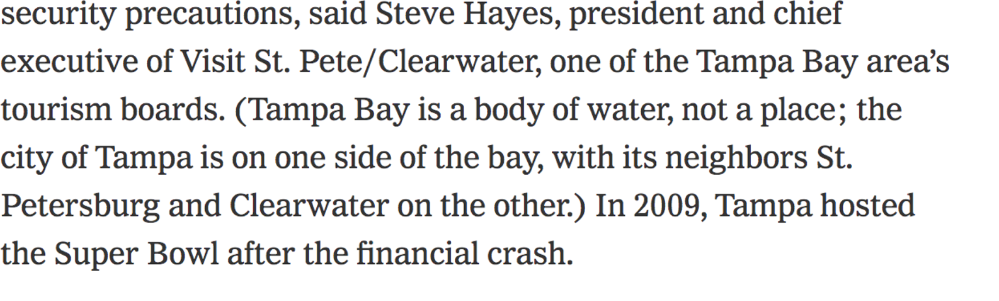 security precautions, said Steve Hayes, president and chief
executive of Visit St. Pete/Clearwater, one of the Tampa Bay area’s
tourism boards. (Tampa Bay is a body of water, not a place; the
city of Tampa is on one side of the bay, with its neighbors St.
Petersburg and Clearwater on the other.) In 2009, Tampa hosted
the Super Bowl after the financial crash.